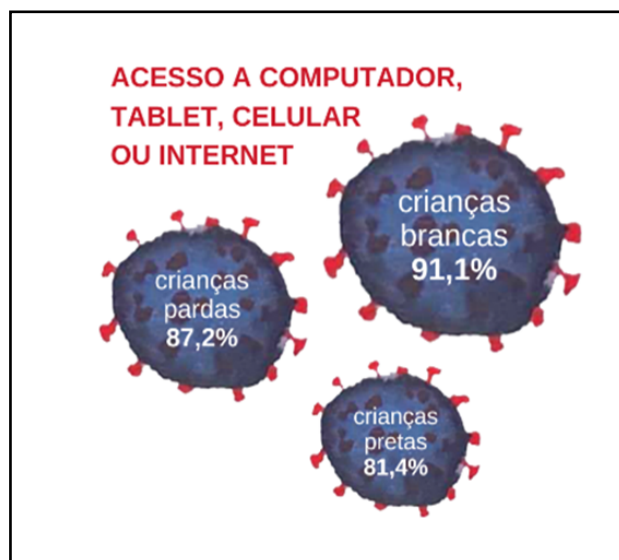 ACESSO A COMPUTADOR,
TABLET, CELULAR
OU INTERNET
crianças
brancas
91,1%
crianças
pardas
87,2%
crianças
pretas
81,4%